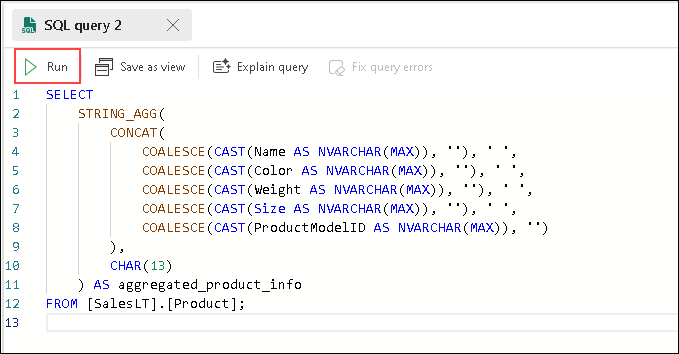 SQL query 2
Run Save as view Explain query Fix query errors
1 SELECT
2     STRING_AGG(
3         CONCAT(
4             COALESCE(CAST(Name AS NVARCHAR(MAX)), ''), ' ',
5             COALESCE(CAST(Color AS NVARCHAR(MAX)), ''), ' ',
6             COALESCE(CAST(Weight AS NVARCHAR(MAX)), ''), ' ',
7             COALESCE(CAST(Size AS NVARCHAR(MAX)), ''), ' ',
8             COALESCE(CAST(ProductModelID AS NVARCHAR(MAX)), '')
9         ),
10         CHAR(13)
11     ) AS aggregated_product_info
12 FROM [SalesLT].[Product];
13